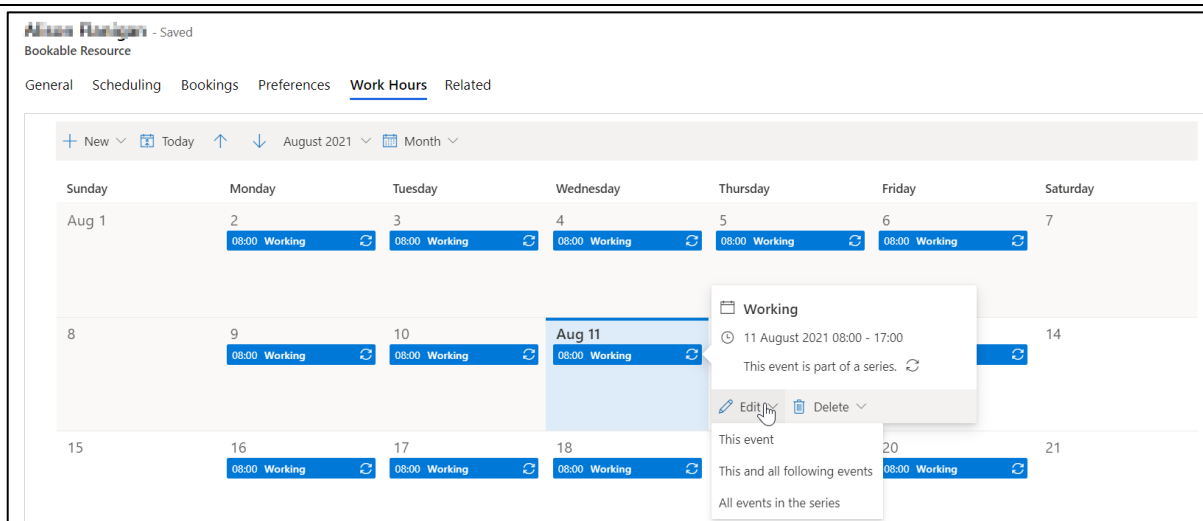 - Saved
Bookable Resource
General Scheduling Bookings Preferences Work Hours Related
New Today August 2021 Month
Sunday Monday Tuesday Wednesday Thursday Friday Saturday
Aug 1 2 3 4 5 6 7
08:00 Working 08:00 Working 08:00 Working 08:00 Working 08:00 Working
Working
8 9 10 Aug 11 14
11 August 2021 08:00 - 17:00
08:00 Working 08:00 Working 08:00 Working
This event is part of a series.
Edit Delete
This event
15 16 17 18 20 21
08:00 Working 08:00 Working 08:00 Working 08:00 Working
This and all following events
All events in the series